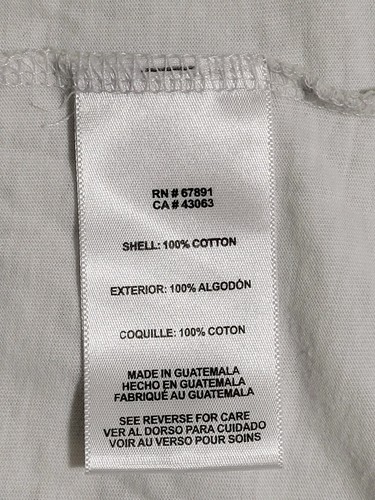 RN # 67891
CA # 43063
SHELL: 100% COTTON
EXTERIOR: 100% ALGODÓN
COQUILLE: 100% COTON
MADE IN GUATEMALA
HECHO EN GUATEMALA
FABRIQUÉ AU GUATEMALA
SEE REVERSE FOR CARE
VER AL DORSO PARA CUIDADO
VOIR AU VERSO POUR SOINS